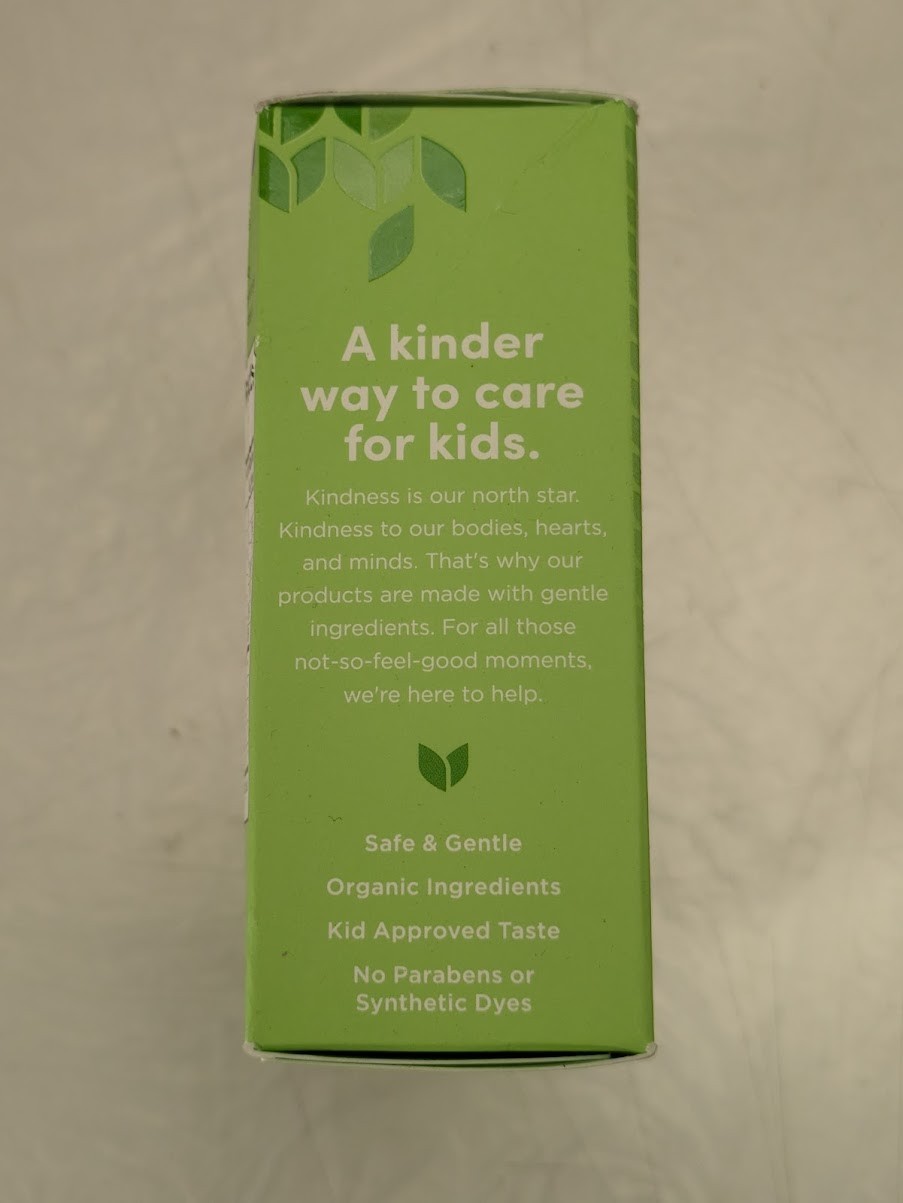 A kinder
way to care
for kids.
Kindness is our north star.
Kindness to our bodies, hearts,
and minds. That's why our
products are made with gentle
ingredients. For all those
not-so-feel-good moments,
we're here to help.
Safe & Gentle
Organic Ingredients
Kid Approved Taste
No Parabens or
Synthetic Dyes